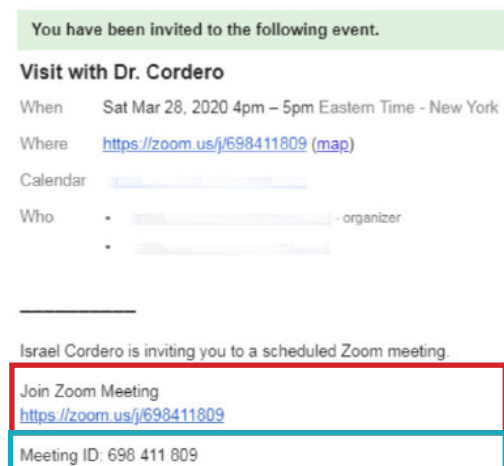 You have been invited to the following event.
Visit with Dr. Cordero
When Sat Mar 28, 2020 4pm – 5pm Eastern Time - New York
Where https://zoom.us/j/698411809 (map)
Calendar
Who • - organizer
•
__________
Israel Cordero is inviting you to a scheduled Zoom meeting.
Join Zoom Meeting
https://zoom.us/j/698411809
Meeting ID: 698 411 809